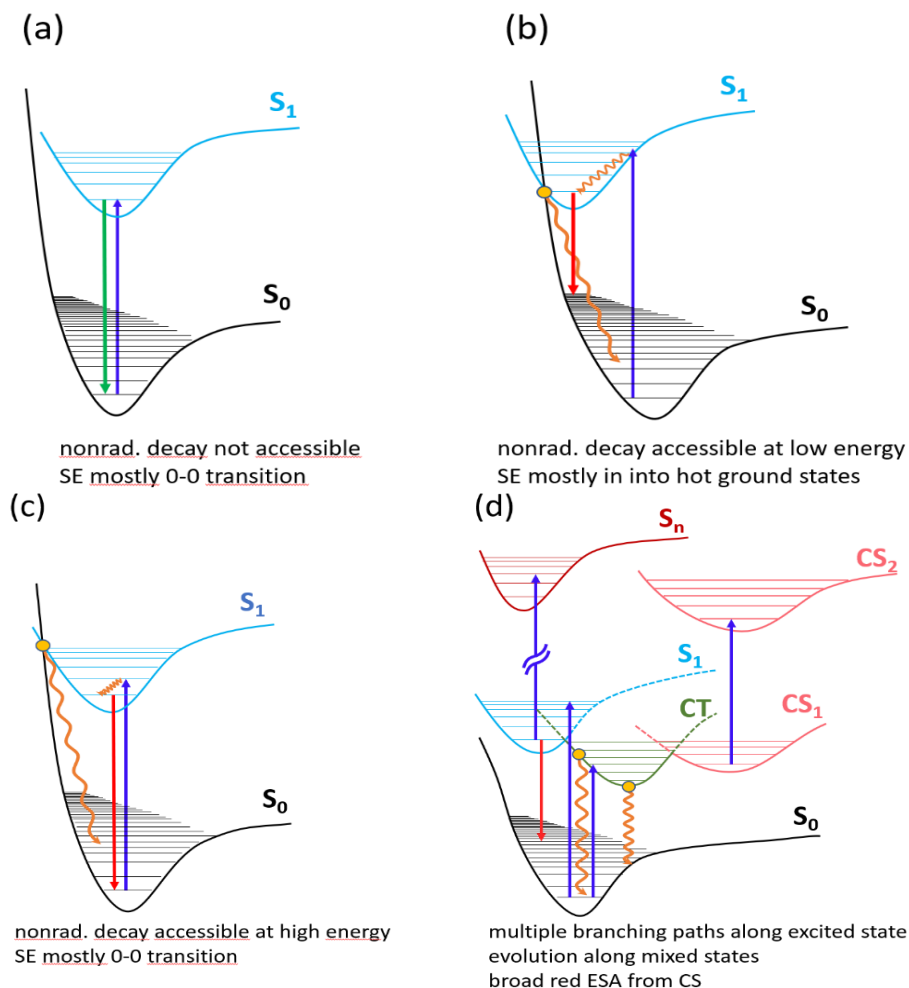 (a)
S1
S0
nonrad. decay not accessible
SE mostly 0-0 transition
(b)
S1
S0
nonrad. decay accessible at low energy
SE mostly in into hot ground states
(c)
S1
S0
nonrad. decay accessible at high energy
SE mostly 0-0 transition
(d)
Sn
CS2
S1
CT
CS1
S0
multiple branching paths along excited state
evolution along mixed states
broad red ESA from CS